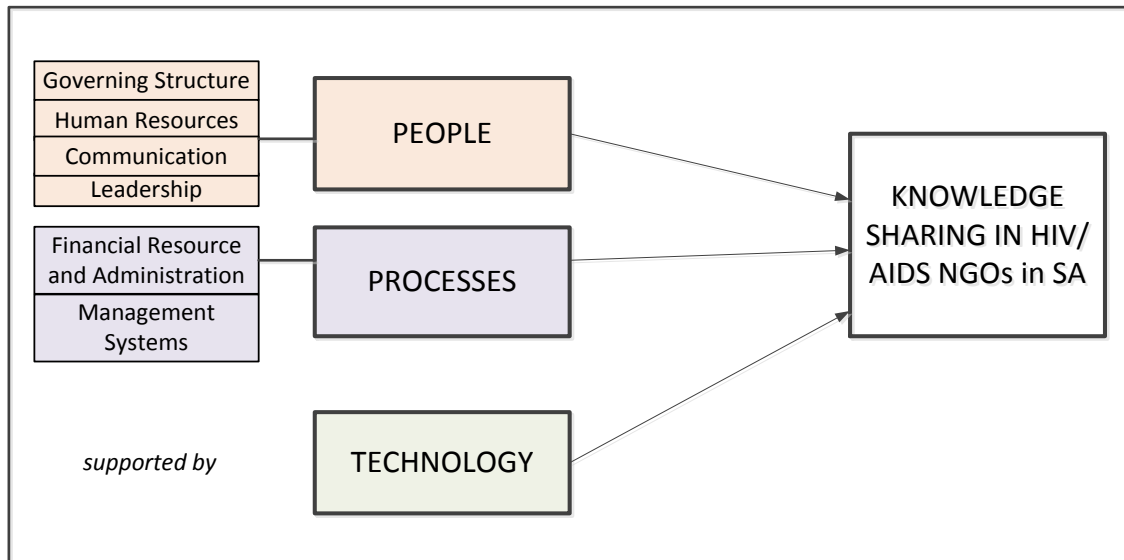 Governing Structure
Human Resources
Communication
Leadership
PEOPLE
Financial Resource
and Administration
Management
Systems
PROCESSES
supported by
TECHNOLOGY
KNOWLEDGE
SHARING IN HIV/
AIDS NGOs in SA